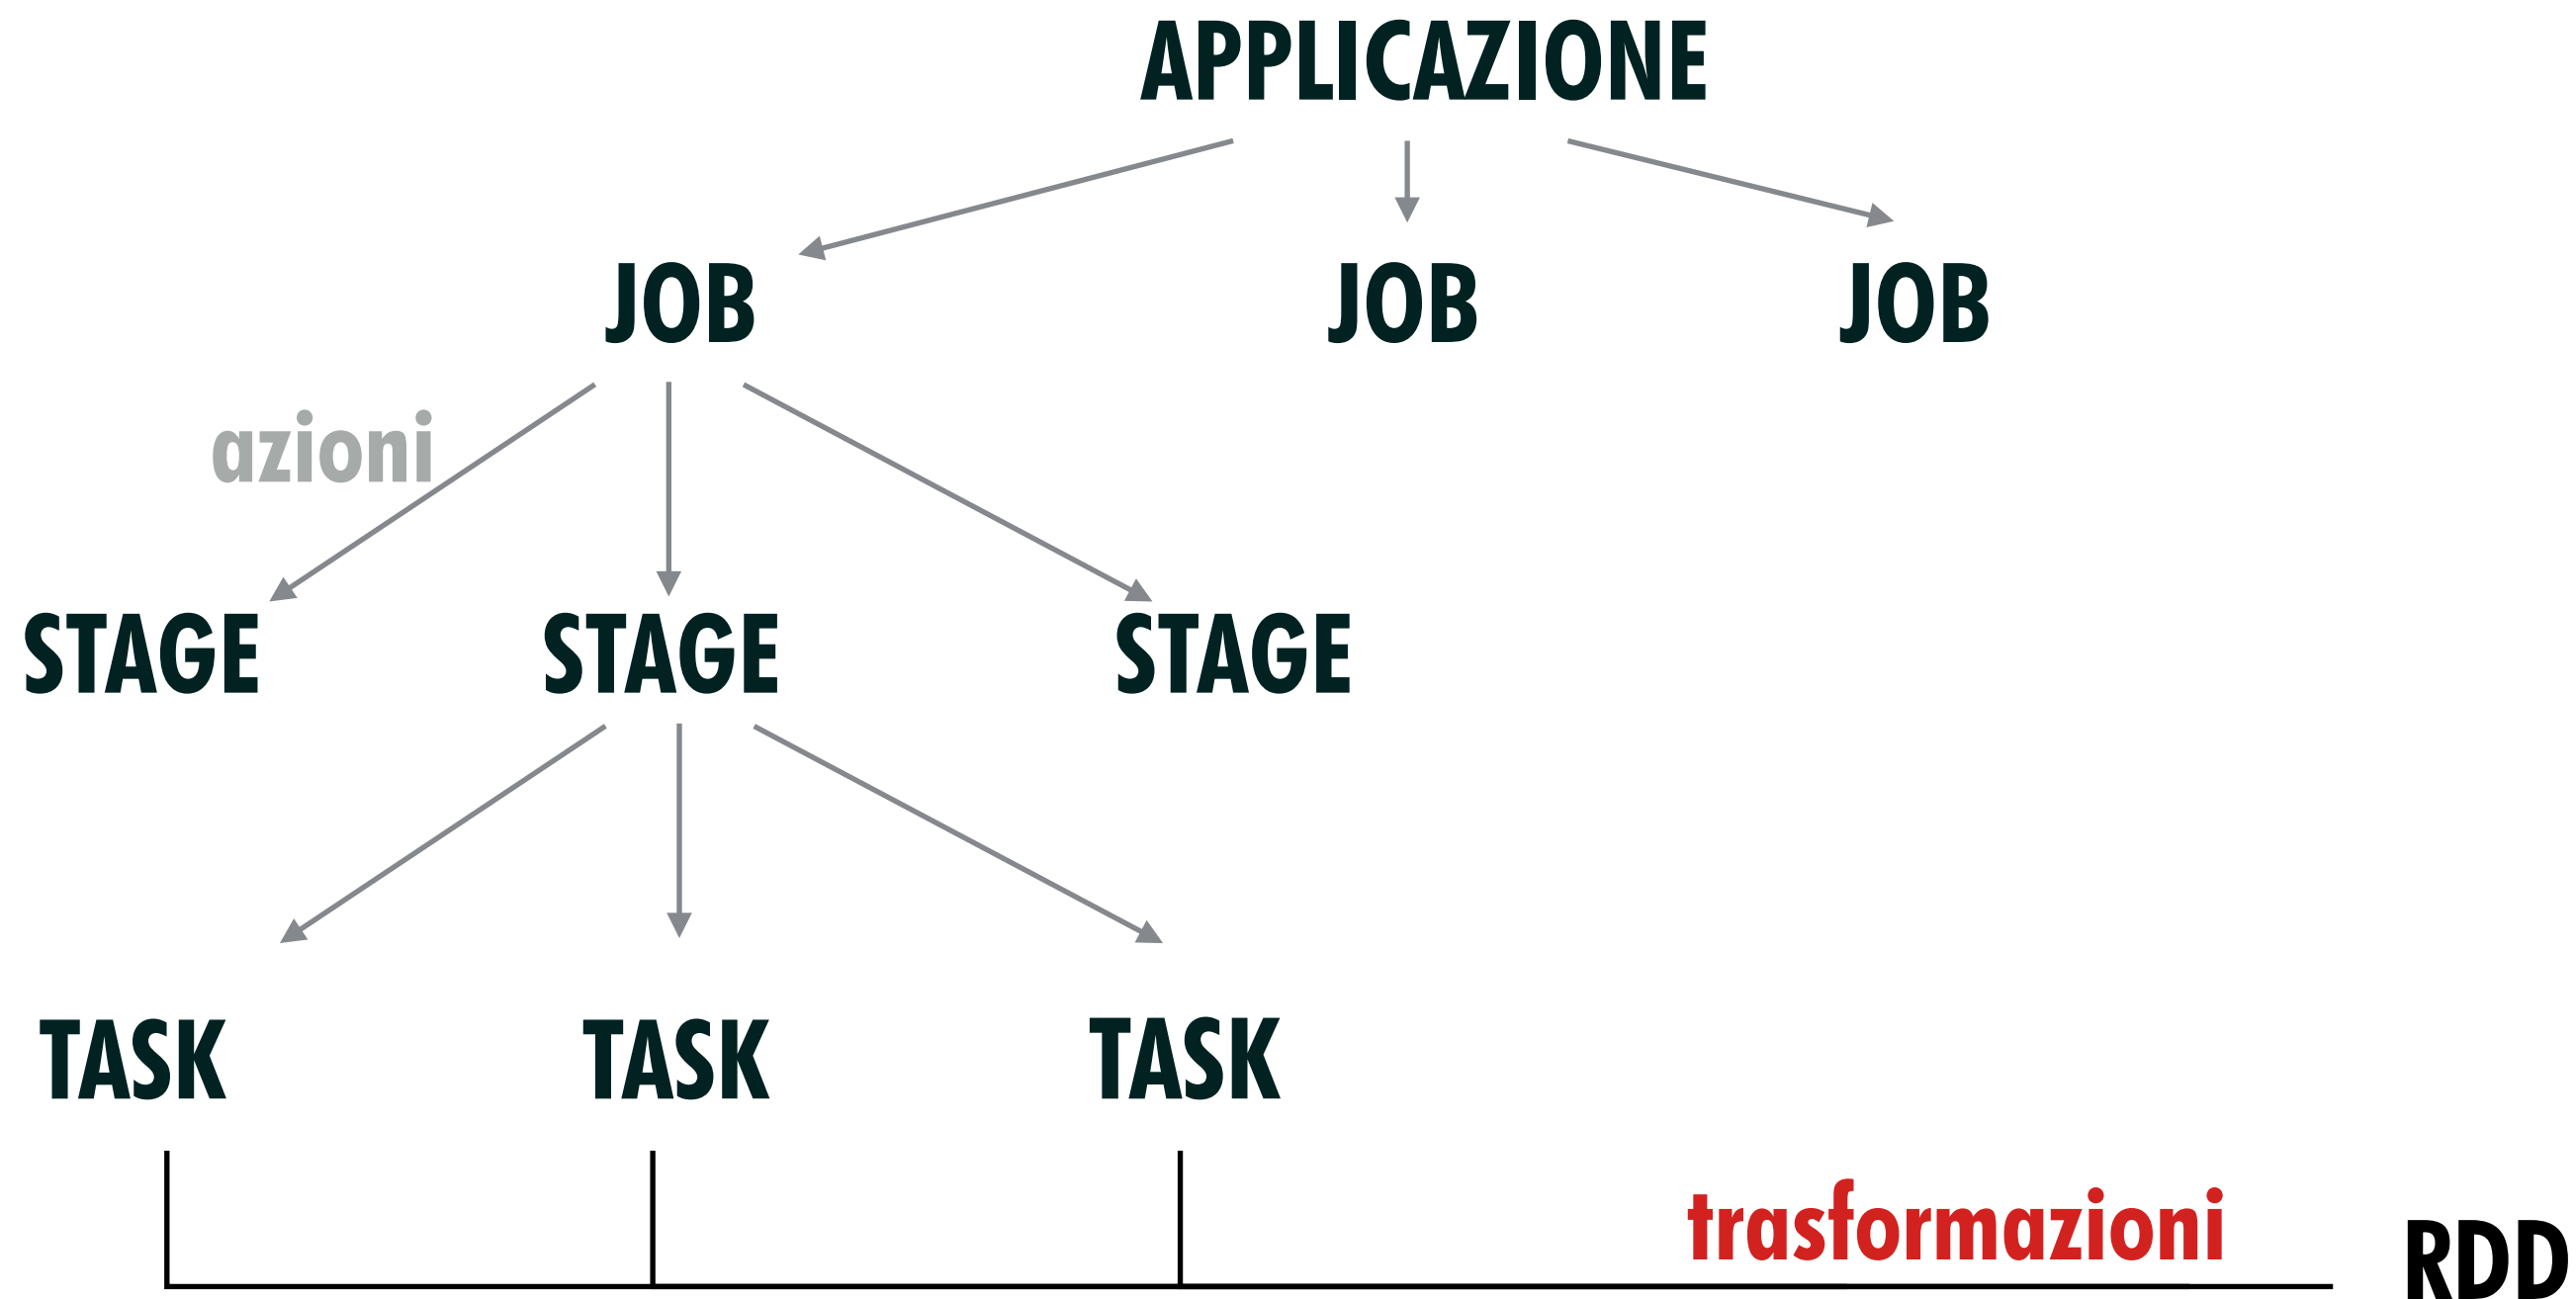 APPLICAZIONE
JOB JOB JOB
azioni
STAGE STAGE STAGE
TASK TASK TASK
trasformazioni
RDD